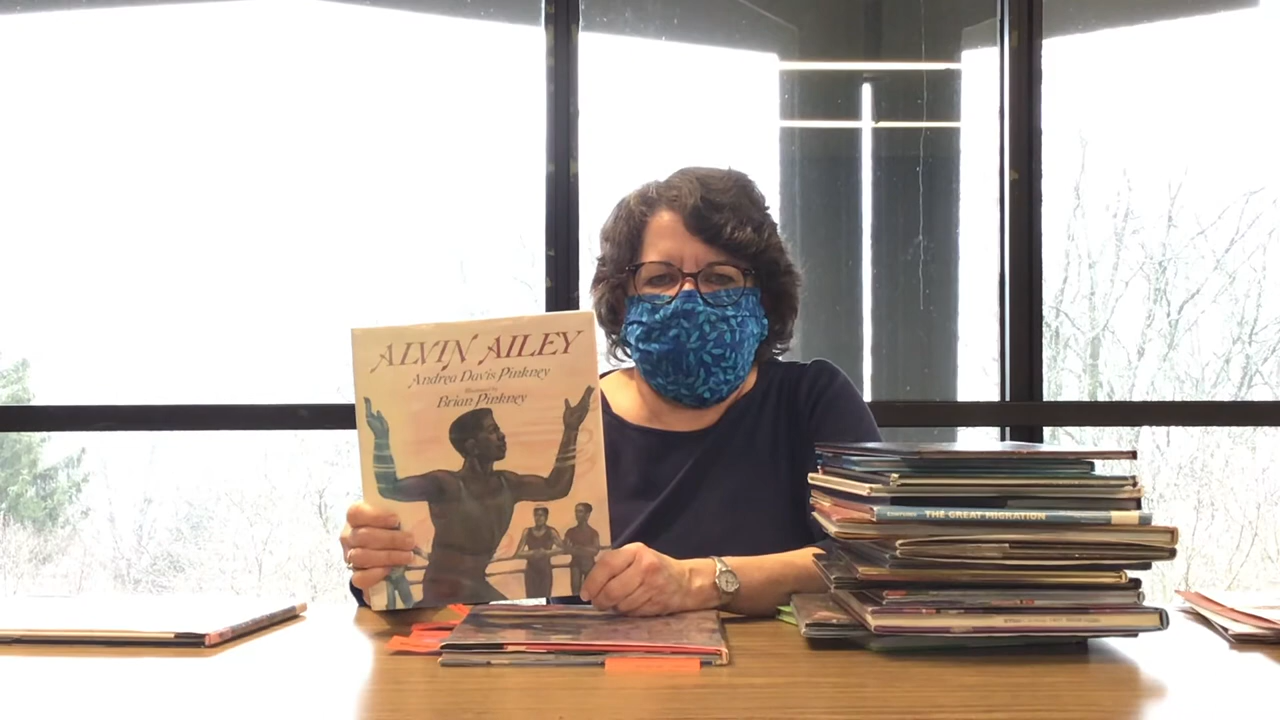 ALVIN AILEY
Andrea Davis Pinkney
Illustrated by
Brian Pinkney
THE GREAT MIGRATION